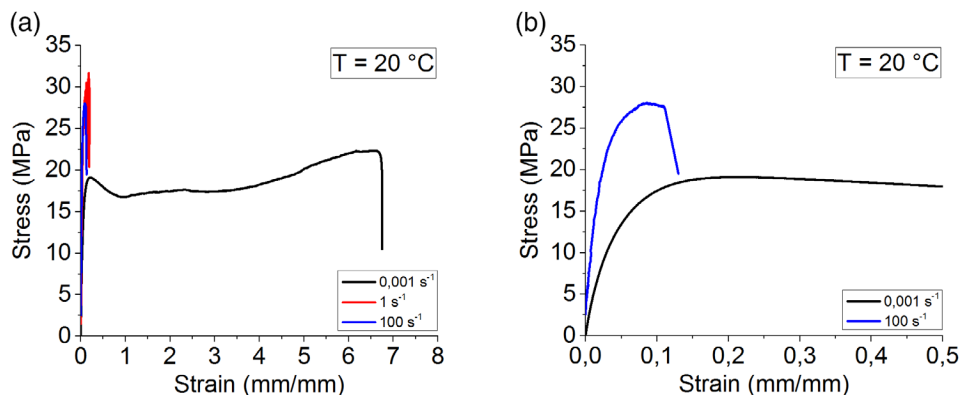 (a)
T = 20 °C
35
30
25
20
15
10
5
0
Stress (MPa)
0,001 s⁻¹
1 s⁻¹
100 s⁻¹
0 1 2 3 4 5 6 7 8
Strain (mm/mm)
(b)
T = 20 °C
35
30
25
20
15
10
5
0
Stress (MPa)
0,001 s⁻¹
100 s⁻¹
0,0 0,1 0,2 0,3 0,4 0,5
Strain (mm/mm)